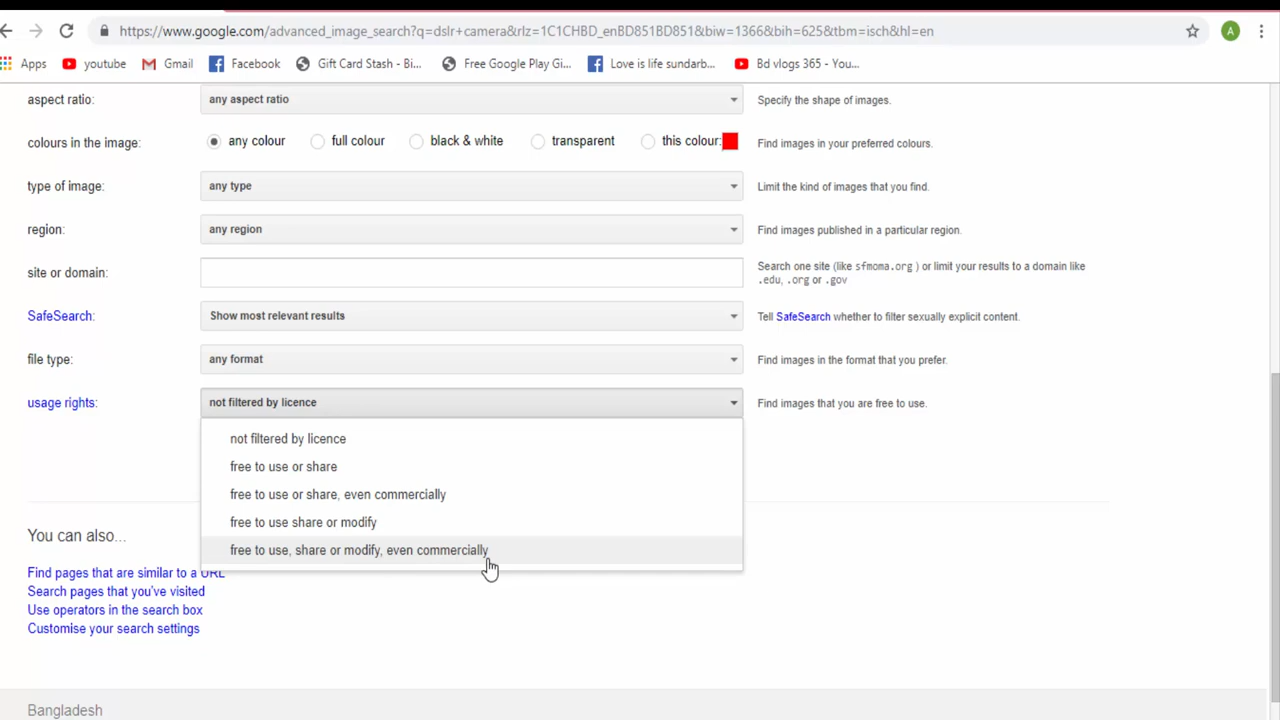 https://www.google.com/advanced_image_search?q=dslr+camera&rlz=1C1CHBD_enBD851BD851&biw=1366&bih=625&tbm=isch&hl=en
A
Apps youtube Gmail Facebook Gift Card Stash - Bi... Free Google Play Gi... Love is life sundarb... Bd vlogs 365 - You...
aspect ratio: any aspect ratio Specify the shape of images.
colours in the image: any colour full colour black & white transparent this colour: Find images in your preferred colours.
type of image: any type Limit the kind of images that you find.
region: any region Find images published in a particular region.
site or domain: Search one site (like sfmoma.org ) or limit your results to a domain like
.edu, .org or .gov
SafeSearch: Show most relevant results Tell SafeSearch whether to filter sexually explicit content.
file type: any format Find images in the format that you prefer.
usage rights: not filtered by licence Find images that you are free to use.
not filtered by licence
free to use or share
free to use or share, even commercially
free to use share or modify
free to use, share or modify, even commercially
You can also...
Find pages that are similar to a URL
Search pages that you've visited
Use operators in the search box
Customise your search settings
Bangladesh